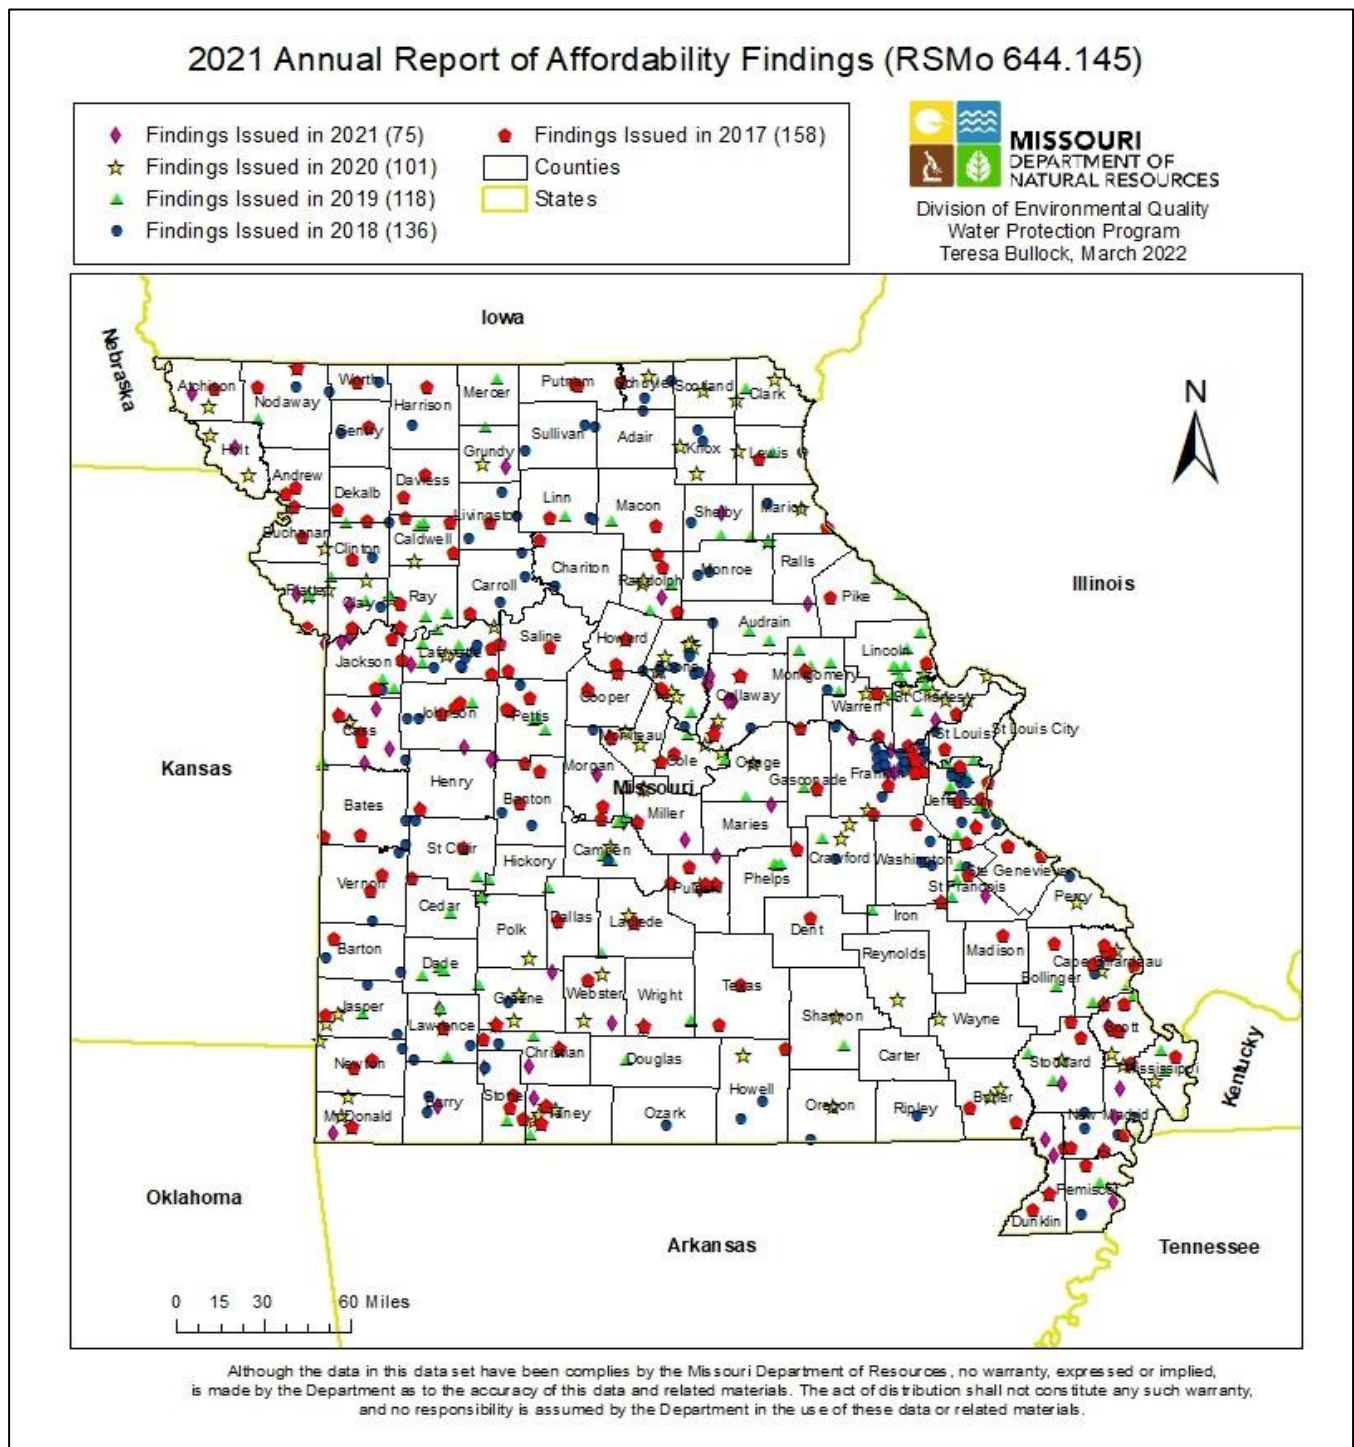 2021 Annual Report of Affordability Findings (RSMo 644.145)
Findings Issued in 2021 (75)
Findings Issued in 2020 (101)
Findings Issued in 2019 (118)
Findings Issued in 2018 (136)
Findings Issued in 2017 (158)
Counties
States
MISSOURI
DEPARTMENT OF
NATURAL RESOURCES
Division of Environmental Quality
Water Protection Program
Teresa Bullock, March 2022
Iowa
Nebraska
N
Illinois
Kansas
Missouri
Oklahoma
Arkansas
Tennessee
Kentucky
Atchison
Nodaway
Worth
Harrison
Mercer
Putnam
Schuyler
Scotland
Clark
Gentry
Sullivan
Adair
Knox
Lewis
Holt
Grundy
Andrew
Dekalb
Daviess
Livingston
Linn
Macon
Shelby
Marion
Buchanan
Clinton
Caldwell
Chariton
Randolph
Monroe
Ralls
Platte
Clay
Ray
Carroll
Pike
Audrain
Saline
Howard
Boone
Lincoln
Jackson
Lafayette
Cooper
Callaway
Montgomery
Warren
St Charles
St Louis
St Louis City
Johnson
Pettis
Cass
Moniteau
Cole
Osage
Gasconade
Franklin
Jefferson
Morgan
Henry
Benton
Bates
Miller
Maries
St Clair
Hickory
Camden
Crawford
Washington
Ste Genevieve
Phelps
Pulaski
St Francois
Perry
Vernon
Cedar
Polk
Dallas
Laclede
Dent
Iron
Reynolds
Madison
Cape Girardeau
Bollinger
Barton
Dade
Jasper
Greene
Webster
Wright
Texas
Shannon
Wayne
Lawrence
Scott
Newton
Christian
Douglas
Carter
Stoddard
Mississippi
Howell
Oregon
Ripley
Butler
New Madrid
McDonald
Barry
Stone
Taney
Ozark
Pemiscot
Dunklin
0 15 30 60 Miles
Although the data in this data set have been complies by the Missouri Department of Resources, no warranty, expressed or implied,
is made by the Department as to the accuracy of this data and related materials. The act of distribution shall not constitute any such warranty,
and no responsibility is assumed by the Department in the use of these data or related materials.